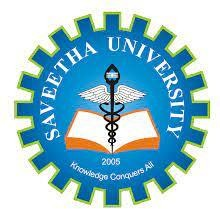 SAVEETHA UNIVERSITY
2005
Knowledge Conquers All